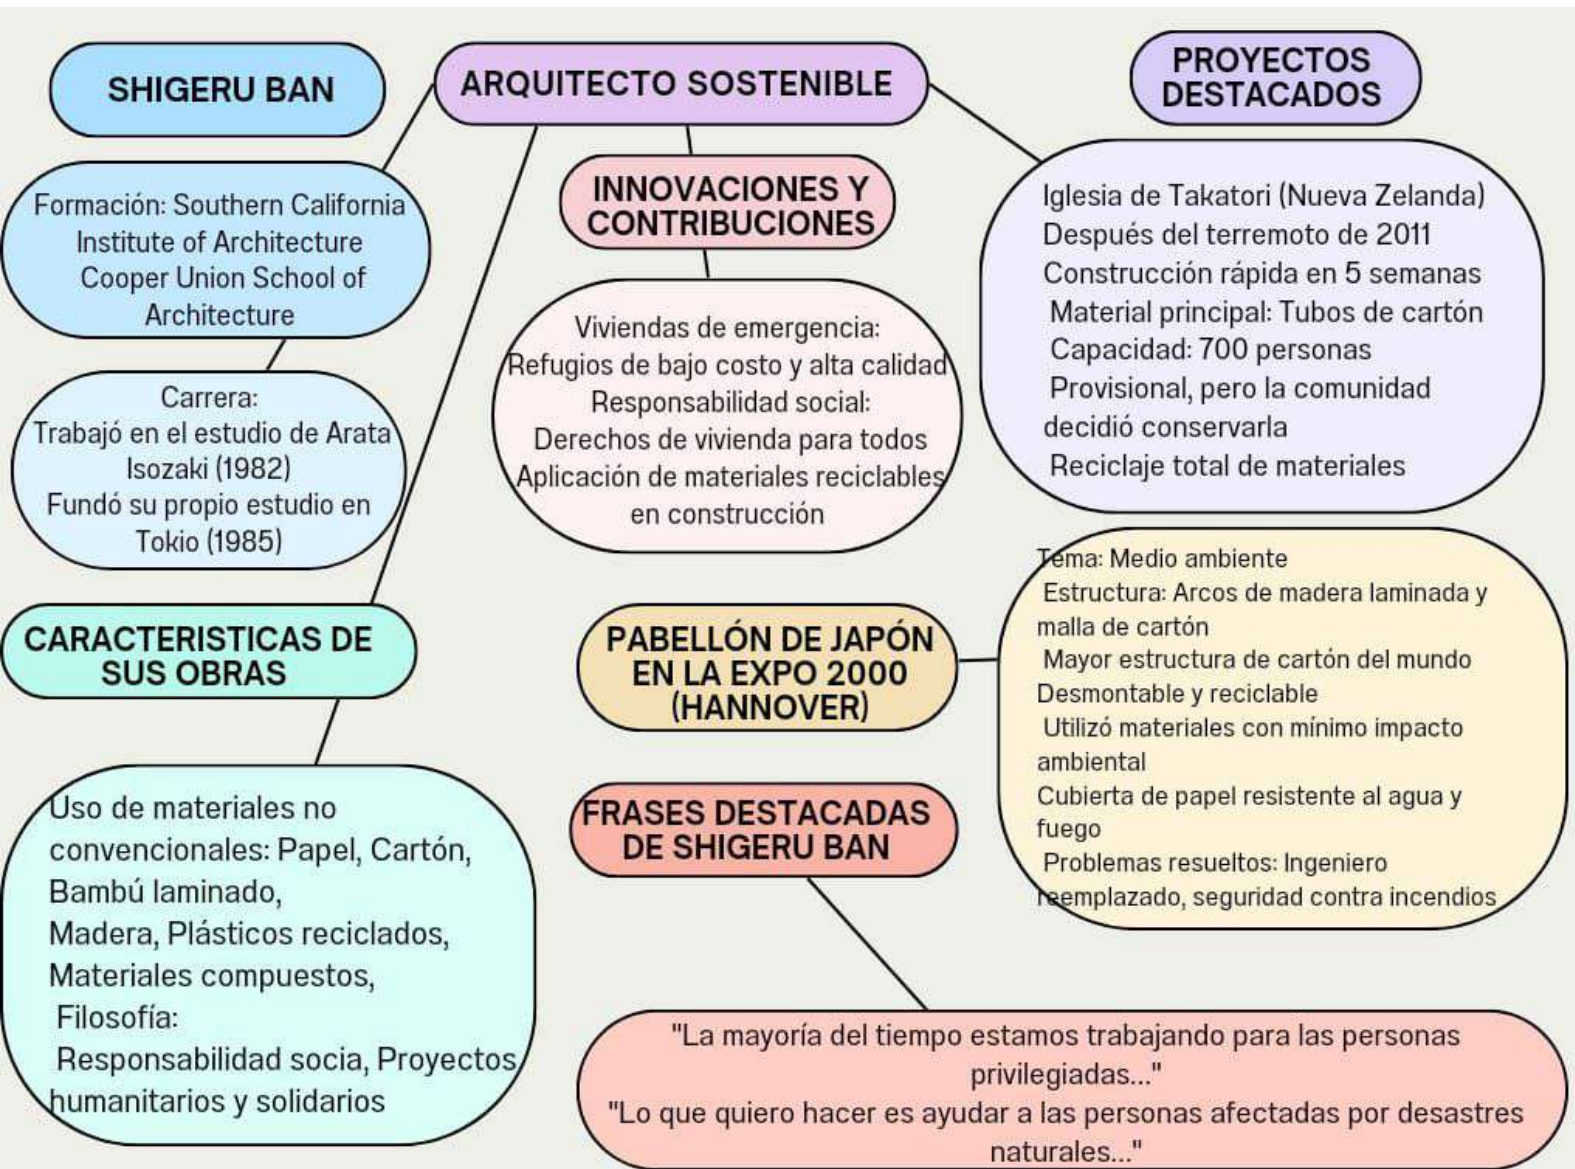 SHIGERU BAN
Formación: Southern California
Institute of Architecture
Cooper Union School of
Architecture
Carrera:
Trabajó en el estudio de Arata
Isozaki (1982)
Fundó su propio estudio en
Tokio (1985)
ARQUITECTO SOSTENIBLE
INNOVACIONES Y
CONTRIBUCIONES
Viviendas de emergencia:
Refugios de bajo costo y alta calidad
Responsabilidad social:
Derechos de vivienda para todos
Aplicación de materiales reciclables
en construcción
PROYECTOS
DESTACADOS
Iglesia de Takatori (Nueva Zelanda)
Después del terremoto de 2011
Construcción rápida en 5 semanas
Material principal: Tubos de cartón
Capacidad: 700 personas
Provisional, pero la comunidad
decidió conservarla
Reciclaje total de materiales
CARACTERISTICAS DE
SUS OBRAS
Uso de materiales no
convencionales: Papel, Cartón,
Bambú laminado,
Madera, Plásticos reciclados,
Materiales compuestos,
Filosofía:
Responsabilidad socia, Proyectos
humanitarios y solidarios
PABELLÓN DE JAPÓN
EN LA EXPO 2000
(HANNOVER)
Tema: Medio ambiente
Estructura: Arcos de madera laminada y
malla de cartón
Mayor estructura de cartón del mundo
Desmontable y reciclable
Utilizó materiales con mínimo impacto
ambiental
Cubierta de papel resistente al agua y
fuego
Problemas resueltos: Ingeniero
reemplazado, seguridad contra incendios
FRASES DESTACADAS
DE SHIGERU BAN
"La mayoría del tiempo estamos trabajando para las personas
privilegiadas..."
"Lo que quiero hacer es ayudar a las personas afectadas por desastres
naturales..."